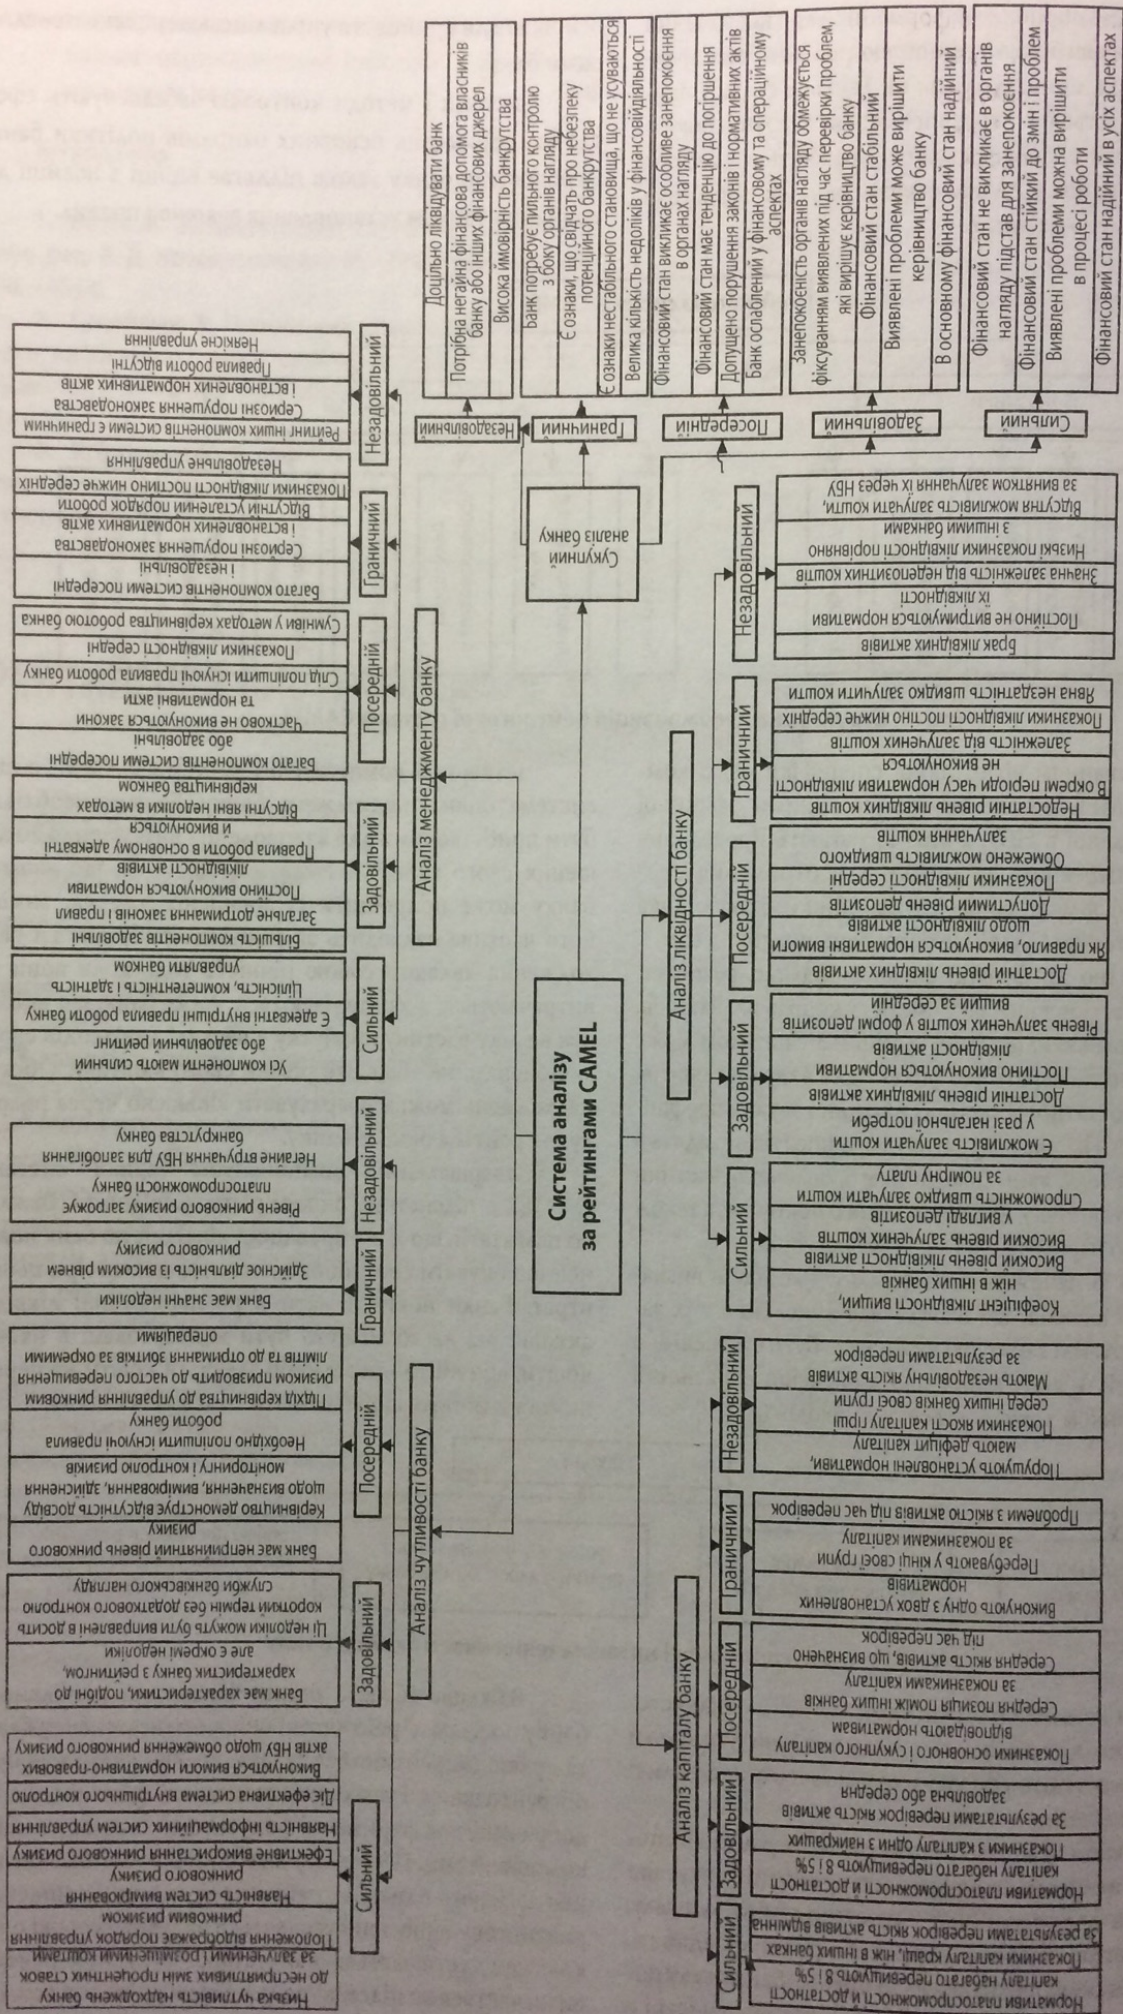 Система аналізу
за рейтингами CAMEL
Аналіз чутливості банку
Сильний
Низька чутливість надходжень банку
до несприятливих змін процентних ставок
за залученими і розміщеними коштами
Положення відображає порядок управління
ринковим ризиком
Наявність систем вимірювання
ринкового ризику
Ефективне використання ринкового ризику
Наявність інформаційних систем управління
Діє ефективна система внутрішнього контролю
Виконуються вимоги нормативно-правових
актів НБУ щодо обмеження ринкового ризику
Задовільний
Банк має характеристики, подібні до
характеристик банку з рейтингом,
але є окремі недоліки
Ці недоліки можуть бути виправлені в досить
короткий термін без додаткового контролю
служби банківського нагляду
Посередній
Банк має неприйнятний рівень ринкового
ризику
Керівництво демонструє відсутність досвіду
щодо визначення, вимірювання, здійснення
моніторингу і контролю ризиків
Необхідно поліпшити існуючі правила
роботи банку
Підхід керівництва до управління ринковим
ризиком призводить до частого перевищення
лімітів та до отримання збитків за окремими
операціями
Граничний
Банк має значні недоліки
Здійснює діяльність із високим рівнем
ринкового ризику
Незадовільний
Рівень ринкового ризику загрожує
платоспроможності банку
Негайне втручання НБУ для запобігання
банкрутства банку
Аналіз менеджменту банку
Сильний
Усі компоненти мають сильний
або задовільний рейтинг
Є адекватні внутрішні правила роботи банку
Цілісність, компетентність і здатність
управляти банком
Задовільний
Більшість компонентів задовільні
Загальне дотримання законів і правил
Постійно виконуються нормативи
ліквідності активів
Правила роботи в основному адекватні
й виконуються
Відсутні явні недоліки в методах
керівництва банком
Посередній
Багато компонентів системи посередні
або задовільні
Частково не виконуються закони
та нормативні акти
Слід поліпшити існуючі правила роботи банку
Показники ліквідності середні
Сумніви у методах керівництва роботою банка
Граничний
Багато компонентів системи посередні
і незадовільні
Серйозні порушення законодавства
і встановлених нормативних актів
Відсутній усталений порядок роботи
Показники ліквідності постійно нижче середніх
Незадовільне управління
Незадовільний
Рейтинг інших компонентів системи є граничним
Серйозні порушення законодавства
і встановлених нормативних актів
Правила роботи відсутні
Неякісне управління
Аналіз капіталу банку
Сильний
Нормативи платоспроможності й достатності
капіталу набагато перевищують 8 і 5%
Показники капіталу кращі, ніж в інших банках
За результатами перевірок якість активів відмінна
Задовільний
Нормативи платоспроможності й достатності
капіталу набагато перевищують 8 і 5%
Показники з капіталу одні з найкращих
За результатами перевірок якість активів
задовільна або середня
Посередній
Показники основного і сукупного капіталу
відповідають нормативам
Середня позиція поміж інших банків
за показниками капіталу
Середня якість активів, що визначено
під час перевірок
Граничний
Виконують одну з двох установлених
нормативів
Перебувають у кінці своєї групи
за показниками капіталу
Проблеми з якістю активів під час перевірок
Незадовільний
Порушують установлені нормативи,
мають дефіцит капіталу
Показники якості капіталу гірші
серед інших банків своєї групи
Мають незадовільну якість активів
за результатами перевірок
Аналіз ліквідності банку
Сильний
Коефіцієнт ліквідності вищий,
ніж в інших банків
Високий рівень ліквідності активів
Високий рівень залучених коштів
у вигляді депозитів
Спроможність швидко залучати кошти
за помірну плату
Задовільний
Є можливість залучати кошти
у разі нагальної потреби
Достатній рівень ліквідних активів
Постійно виконуються нормативи
ліквідності активів
Рівень залучених коштів у формі депозитів
вищий за середній
Посередній
Достатній рівень ліквідних активів
Як правило, виконуються нормативні вимоги
щодо ліквідності активів
Допустимий рівень депозитів
Показники ліквідності середні
Обмежено можливість швидкого
залучання коштів
Граничний
Недостатній рівень ліквідних коштів
В окремі періоди часу нормативи ліквідності
не виконуються
Залежність від залучених коштів
Показники ліквідності постіно нижче середніх
Явна нездатність швидко залучити кошти
Незадовільний
Брак ліквідних активів
Постійно не витримуються нормативи
їх ліквідності
Значна залежність від недепозитних коштів
Низькі показники ліквідності порівняно
з іншими банками
Відсутня можливість залучати кошти,
за винятком залучання їх через НБУ
Сукупний
аналіз банку
Незадовільний
Доцільно ліквідувати банк
Потрібна негайна фінансова допомога власників
банку або інших фінансових джерел
Висока ймовірність банкрутства
Граничний
Банк потребує пильного контролю
з боку органів нагляду
Є ознаки, що свідчать про небезпеку
потенційного банкрутства
Є ознаки нестабільного становища, що не усуваються
Велика кількість недоліків у фінансовійдіяльності
Посередній
Фінансовий стан викликає особливе занепокоєння
в органах нагляду
Фінансовий стан має тенденцію до погіршення
Допущено порушення законів і нормативних актів
Банк ослаблений у фінансовому та операційному
аспектах
Задовільний
Занепокоєність органів нагляду обмежується
фіксуванням виявлених під час перевірки проблем,
які вирішує керівництво банку
Фінансовий стан стабільний
Виявлені проблеми може вирішити
керівництво банку
В основному фінансовий стан надійний
Сильний
Фінансовий стан не викликає в органів
нагляду підстав для занепокоєння
Фінансовий стан стійкий до змін і проблем
Виявлені проблеми можна вирішити
в процесі роботи
Фінансовий стан надійний в усіх аспектах